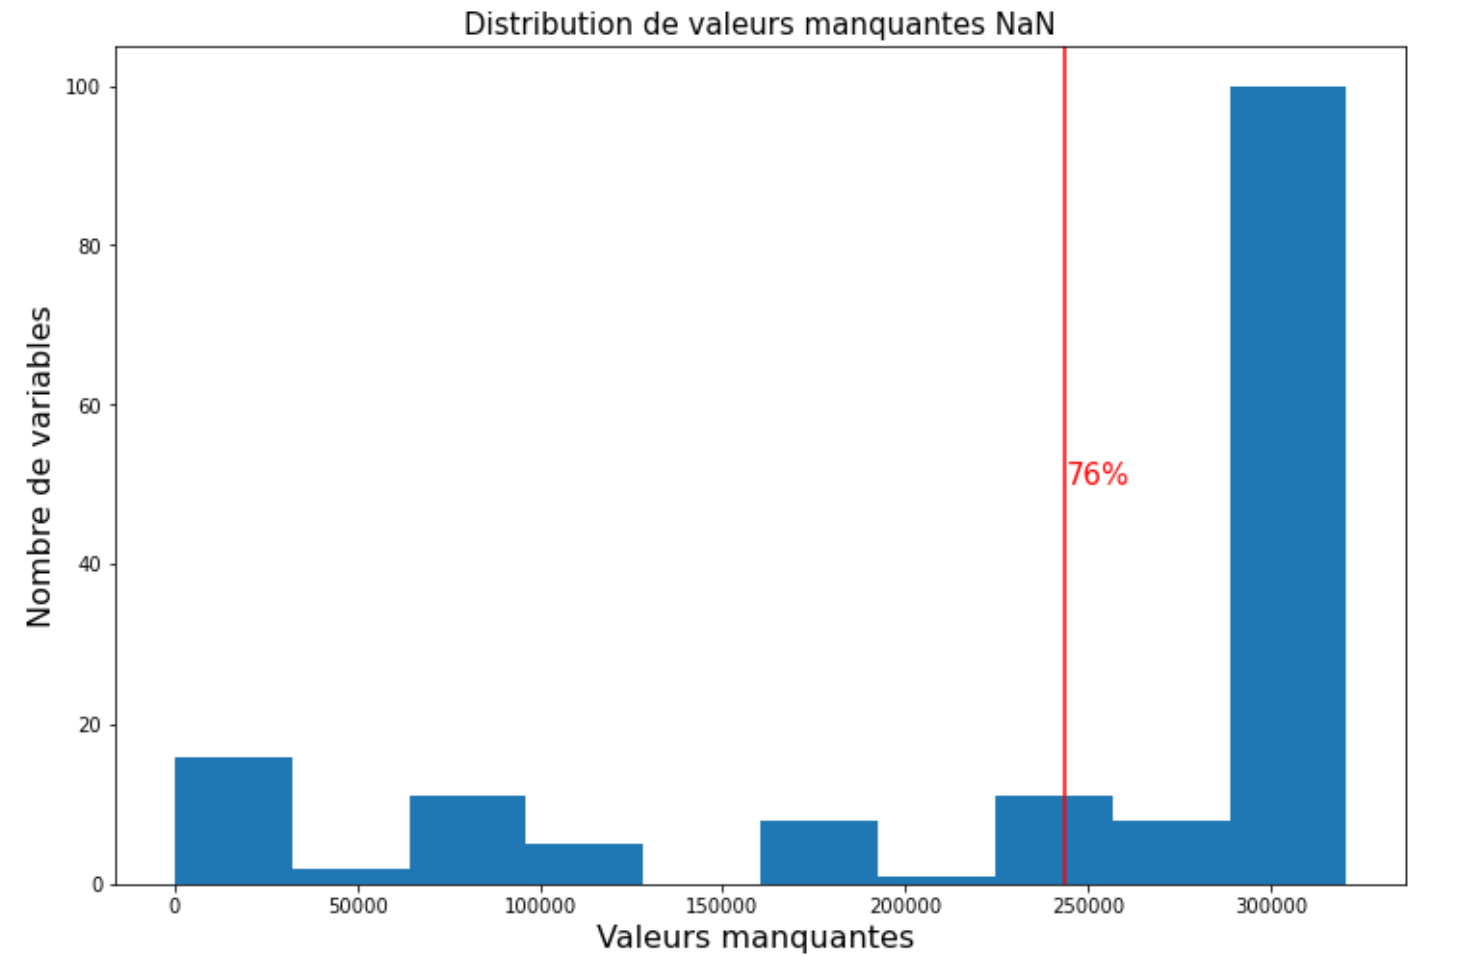 Distribution de valeurs manquantes NaN
Nombre de variables
100
80
60
40
20
0
76%
0 50000 100000 150000 200000 250000 300000
Valeurs manquantes